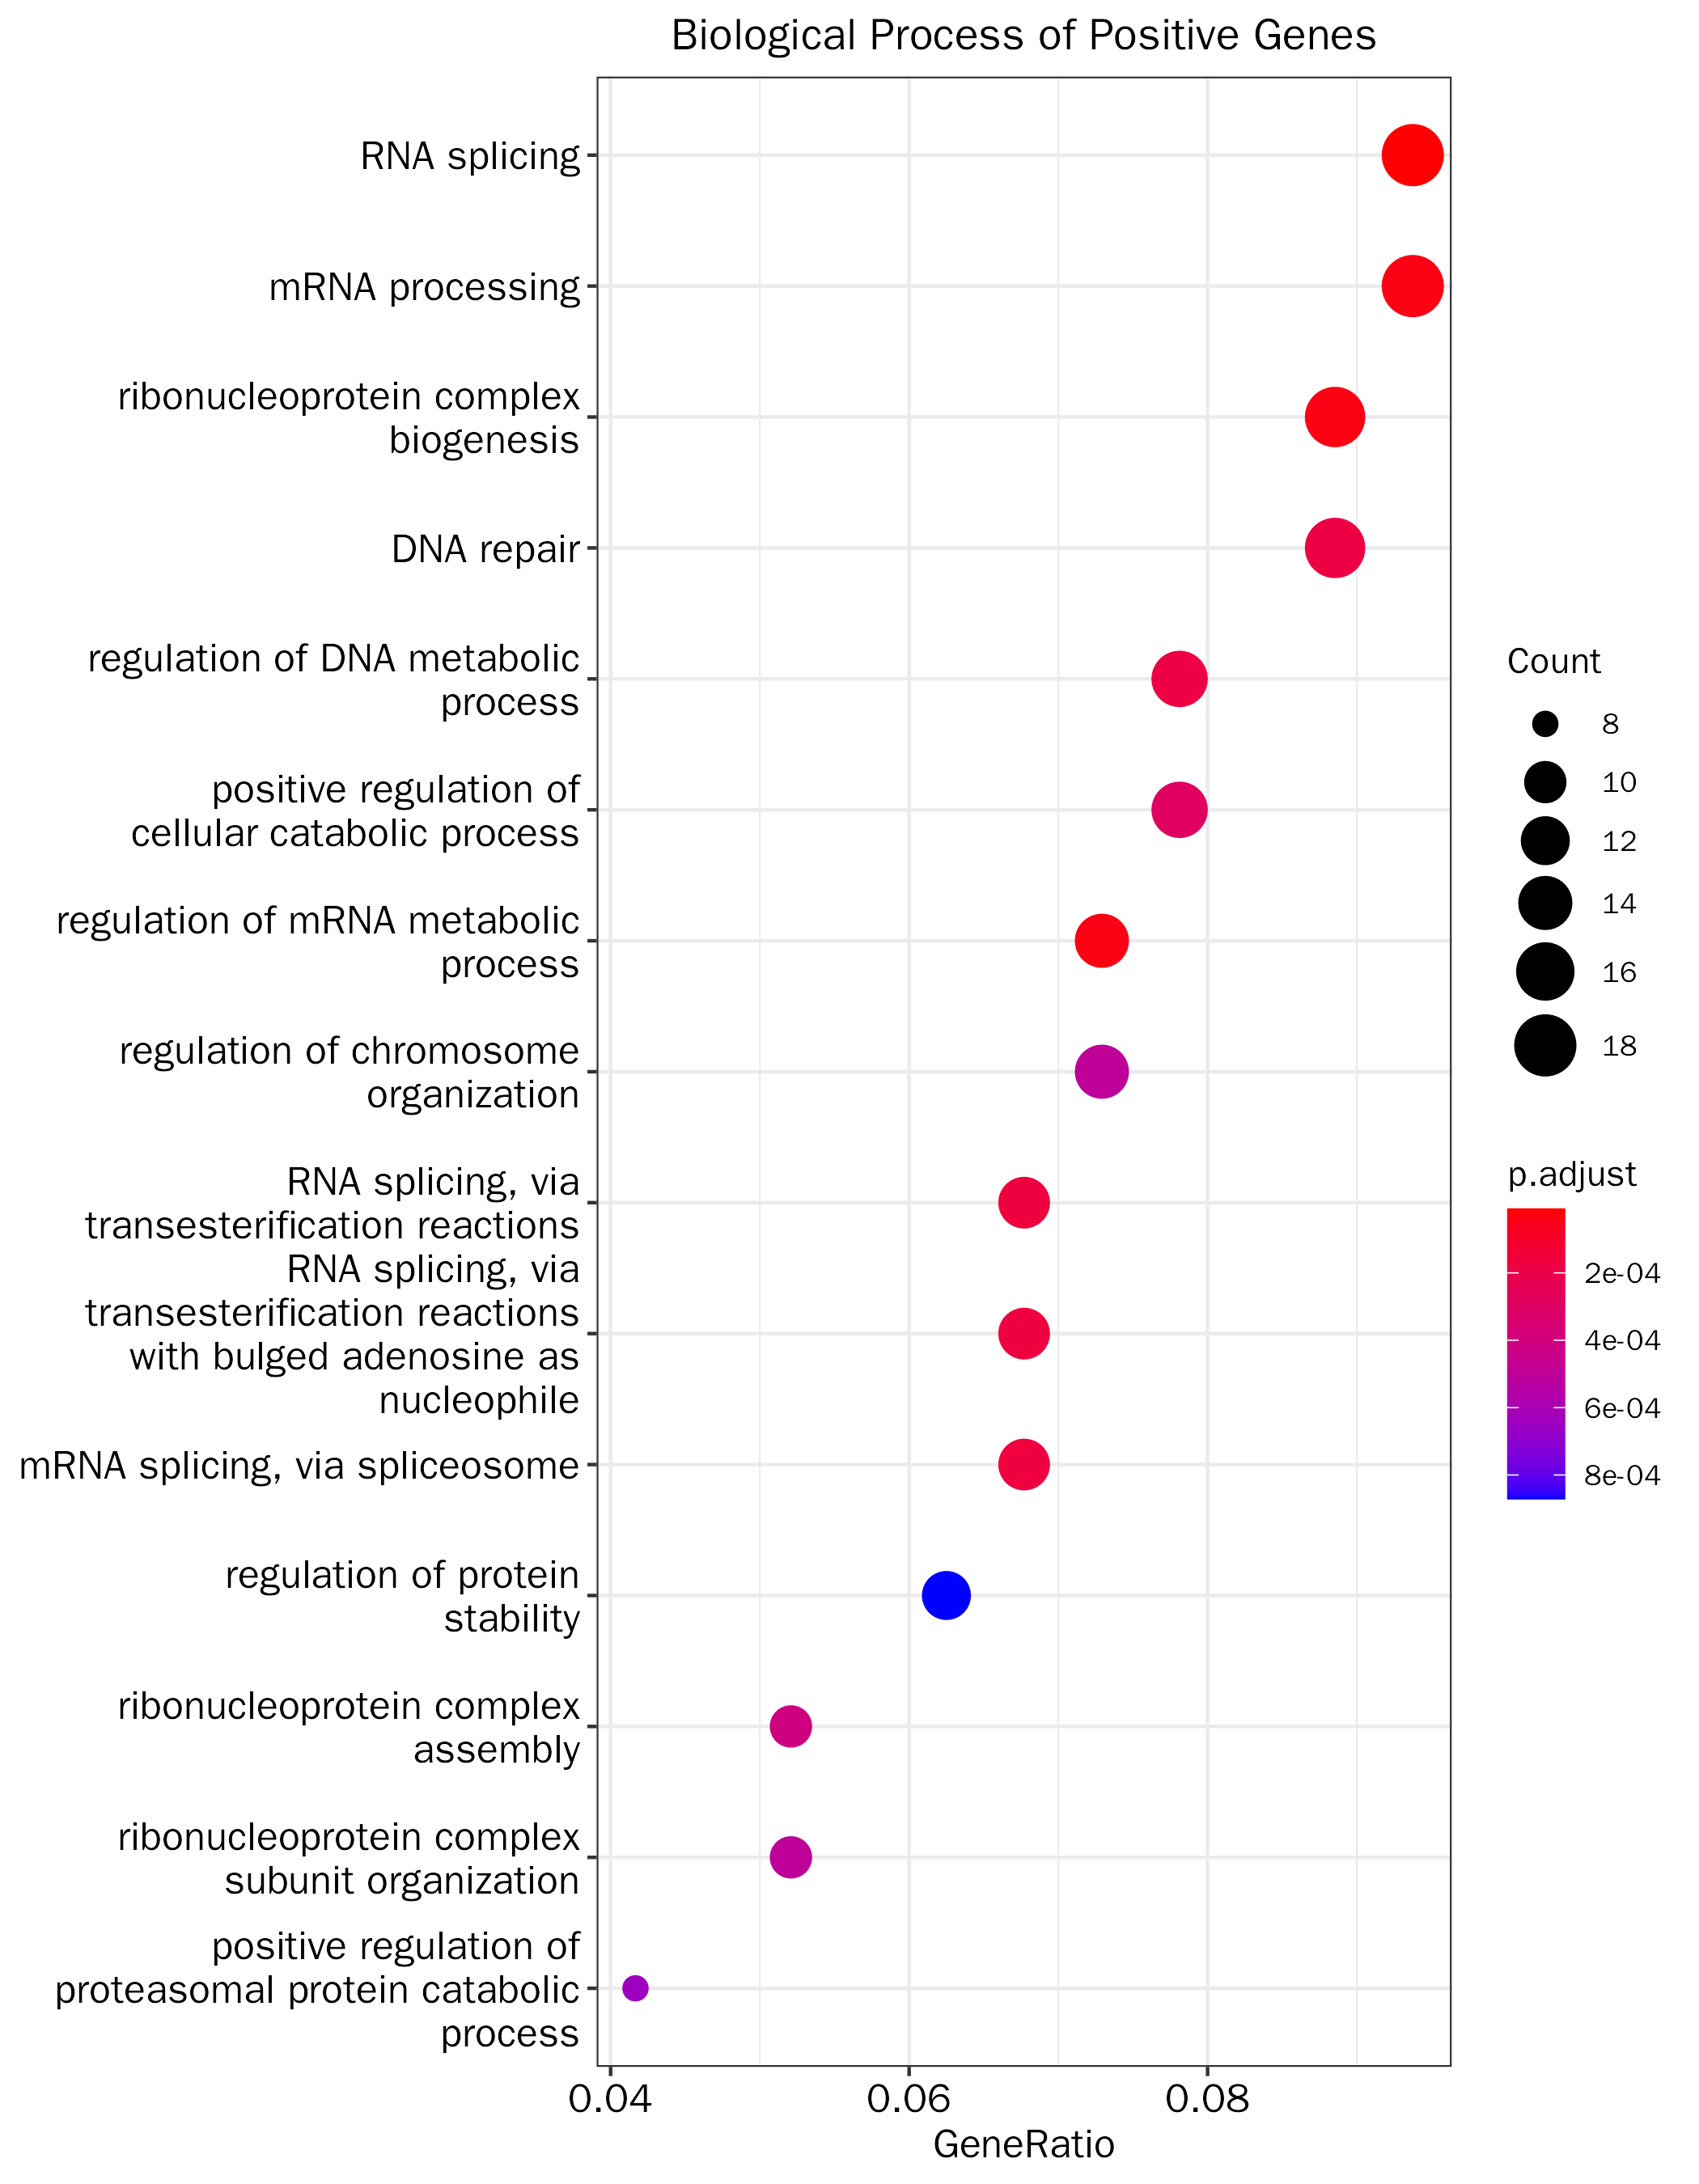 Biological Process of Positive Genes
RNA splicing
mRNA processing
ribonucleoprotein complex
biogenesis
DNA repair
regulation of DNA metabolic
process
positive regulation of
cellular catabolic process
regulation of mRNA metabolic
process
regulation of chromosome
organization
RNA splicing, via
transesterification reactions
RNA splicing, via
transesterification reactions
with bulged adenosine as
nucleophile
mRNA splicing, via spliceosome
regulation of protein
stability
ribonucleoprotein complex
assembly
ribonucleoprotein complex
subunit organization
positive regulation of
proteasomal protein catabolic
process
0.04 0.06 0.08
GeneRatio
Count
8
10
12
14
16
18
p.adjust
2e-04
4e-04
6e-04
8e-04